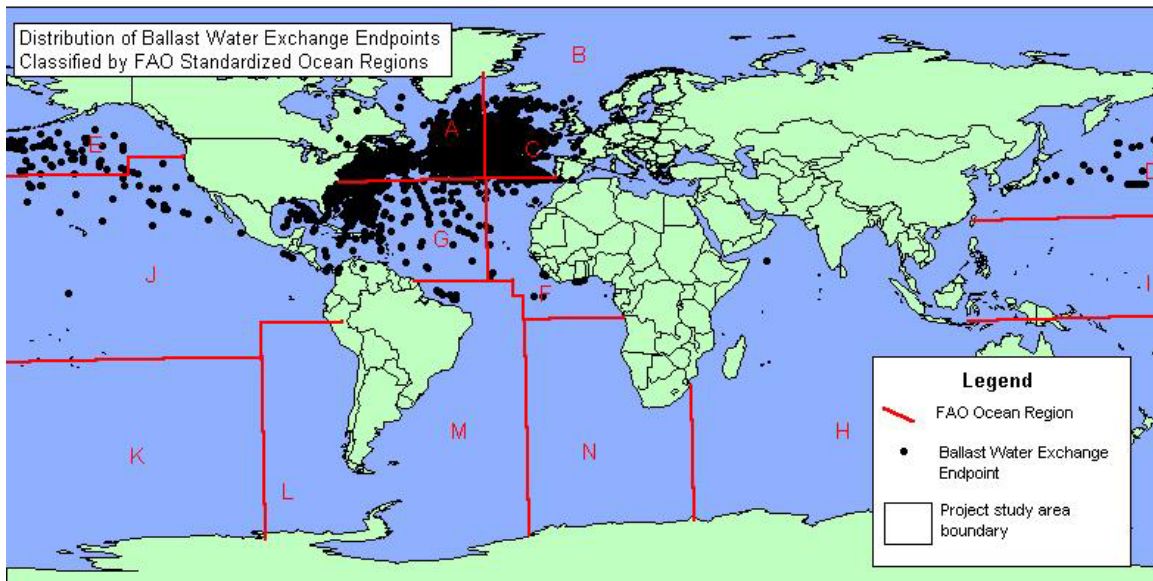 Distribution of Ballast Water Exchange Endpoints
Classified by FAO Standardized Ocean Regions
B
A
E
C
D
G
J
F
I
K
L
M
N
H
Legend
FAO Ocean Region
Ballast Water Exchange
Endpoint
Project study area
boundary